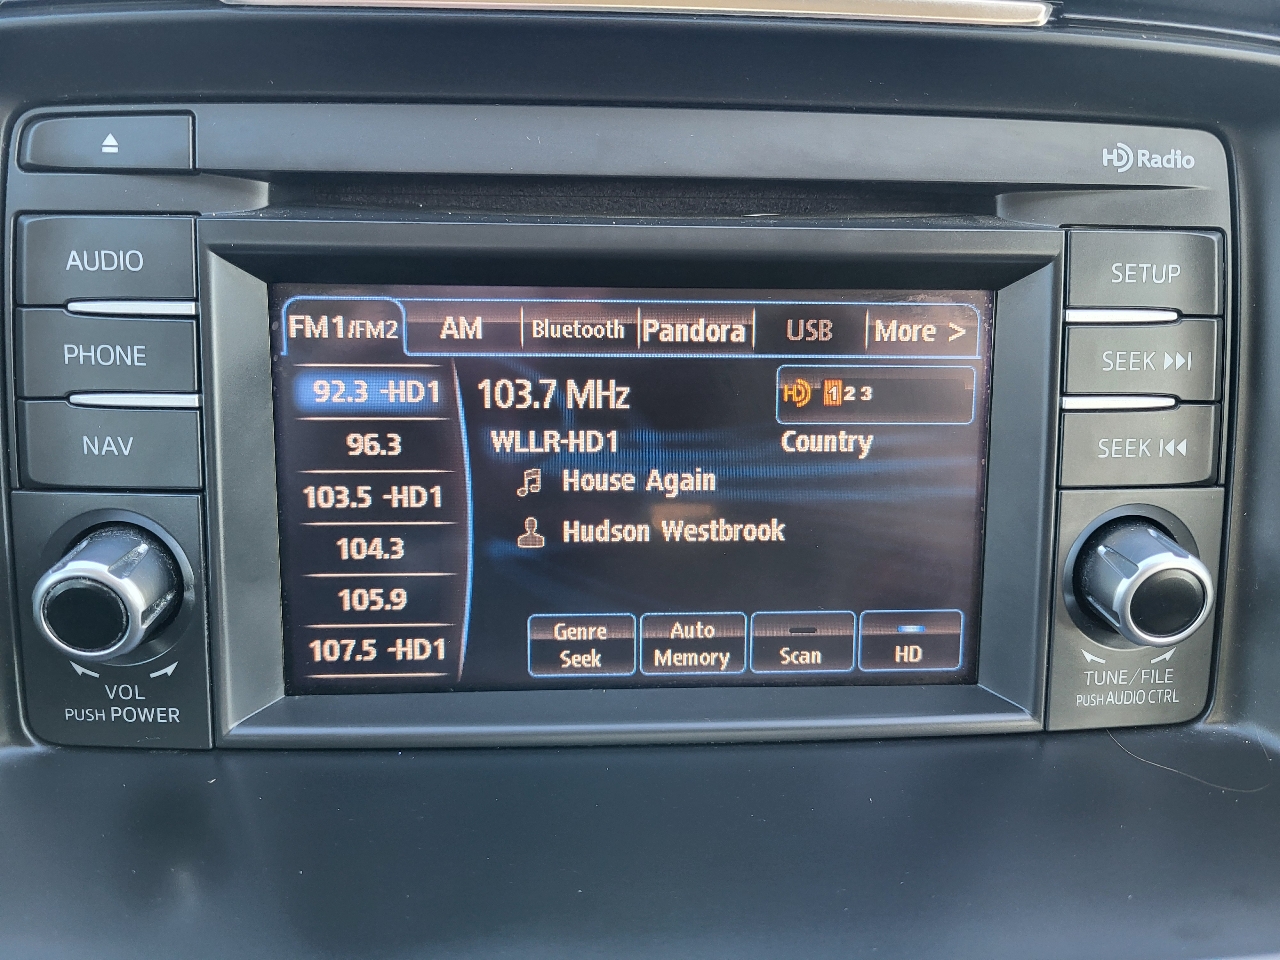 HD Radio
AUDIO
PHONE
NAV
VOL
PUSH POWER
FM1/FM2 AM Bluetooth Pandora USB More >
92.3 -HD1
96.3
103.5 -HD1
104.3
105.9
107.5 -HD1
103.7 MHz
HD 1 2 3
WLLR-HD1
Country
House Again
Hudson Westbrook
Genre
Seek
Auto
Memory
Scan
HD
SETUP
SEEK
SEEK
TUNE/FILE
PUSH AUDIO CTRL